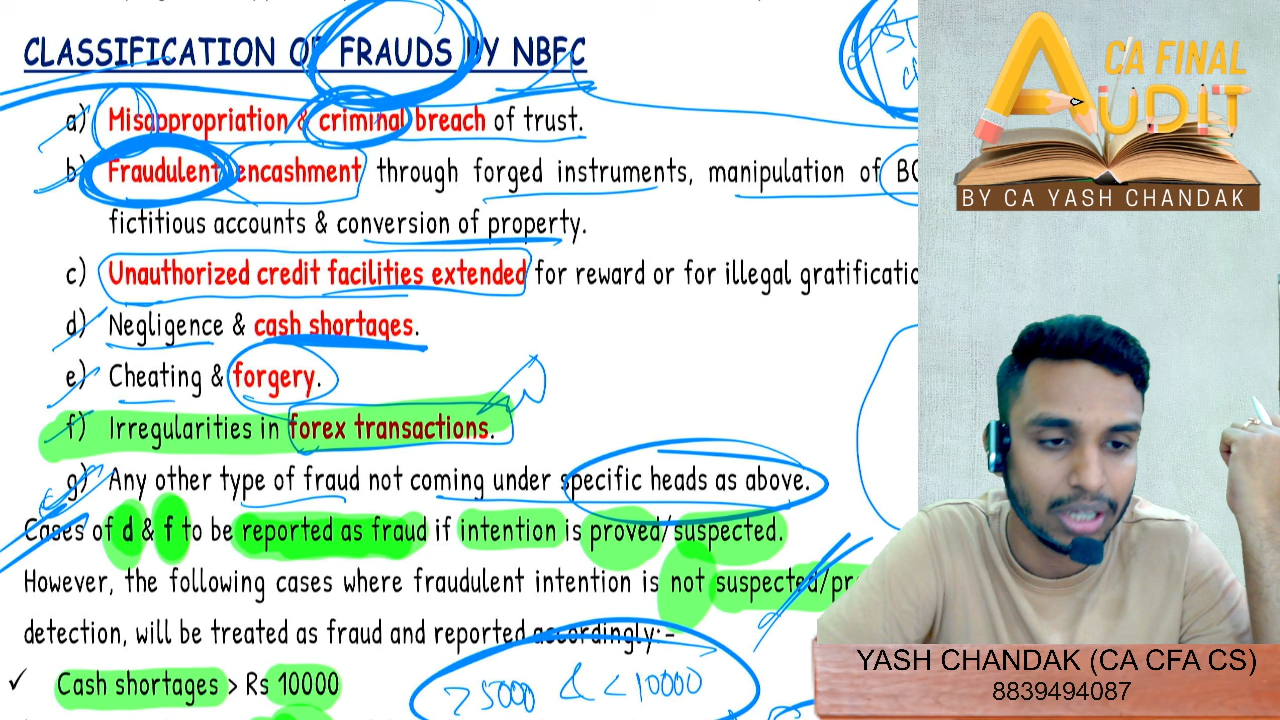 CLASSIFICATION OF FRAUDS BY NBFC
a) Misappropriation & criminal breach of trust.
b) Fraudulent encashment through forged instruments, manipulation of
fictitious accounts & conversion of property.
c) Unauthorized credit facilities extended for reward or for illegal
d) Negligence & cash shortages.
e) Cheating & forgery.
f) Irregularities in forex transactions.
g) Any other type of fraud not coming under specific heads as above.
Cases of d & f to be reported as fraud if intention is proved/suspected.
However, the following cases where fraudulent intention is not suspected/
detection, will be treated as fraud and reported accordingly:-
✓ Cash shortages > Rs 10000
>5000 & <10000
CA FINAL
AUDIT
BY CA YASH CHANDAK
YASH CHANDAK (CA CFA CS)
8839494087